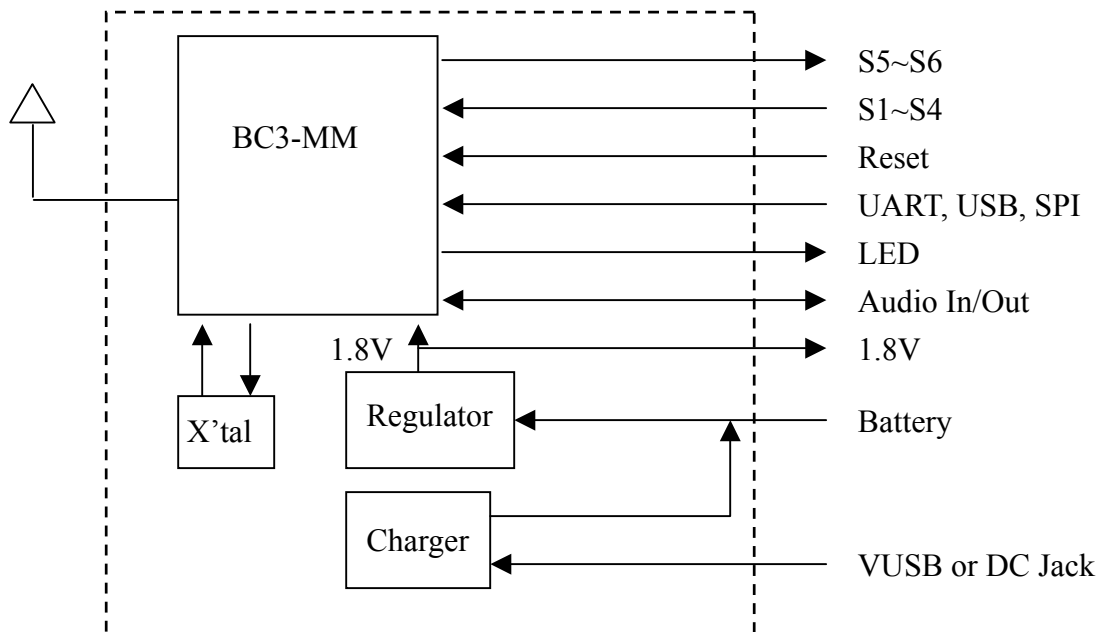 S5~S6
S1~S4
BC3-MM
Reset
UART, USB, SPI
LED
Audio In/Out
1.8V
1.8V
Regulator
Battery
X'tal
Charger
VUSB or DC Jack